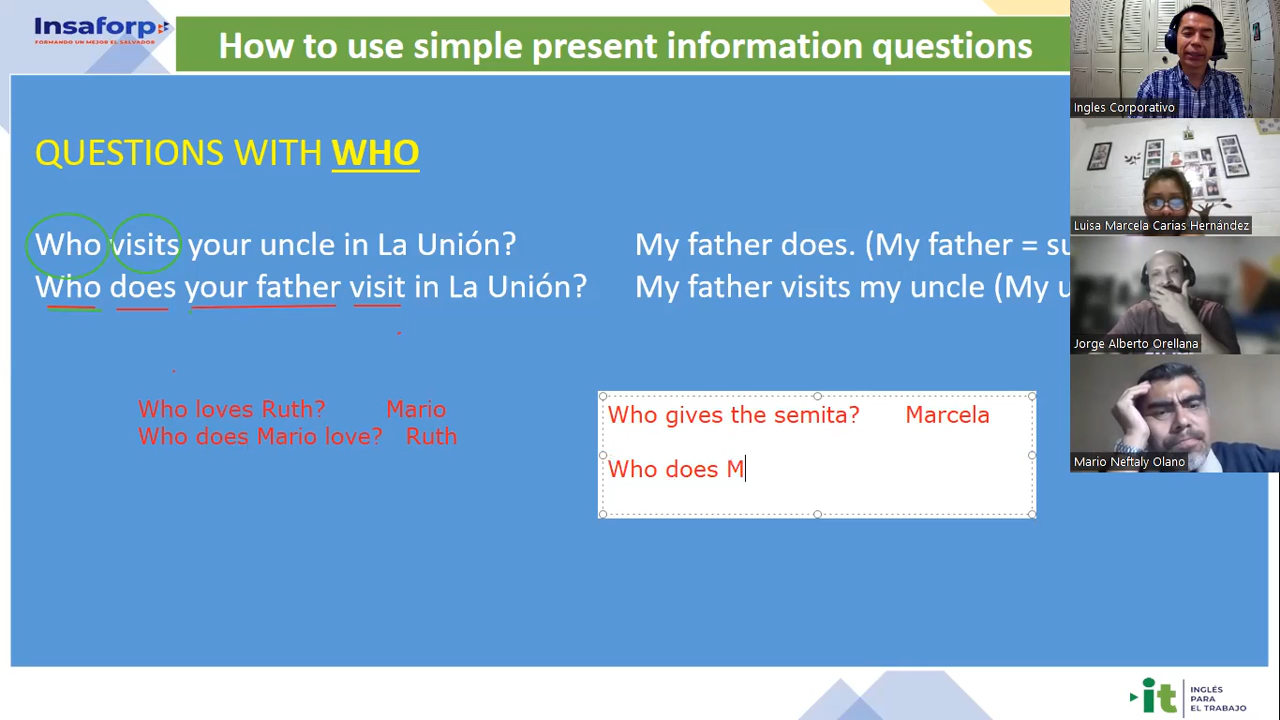 Insaforp
FORMANDO UN MEJOR EL SALVADOR
How to use simple present information questions
QUESTIONS WITH WHO
Who visits your uncle in La Unión? My father does. (My father = su
Who does your father visit in La Unión? My father visits my uncle (My u
Who loves Ruth? Mario
Who does Mario love? Ruth
Who gives the semita? Marcela
Who does M
Ingles Corporativo
Luisa Marcela Carias Hernández
Jorge Alberto Orellana
Mario Neftaly Olano
it
INGLÉS
PARA
EL TRABAJO